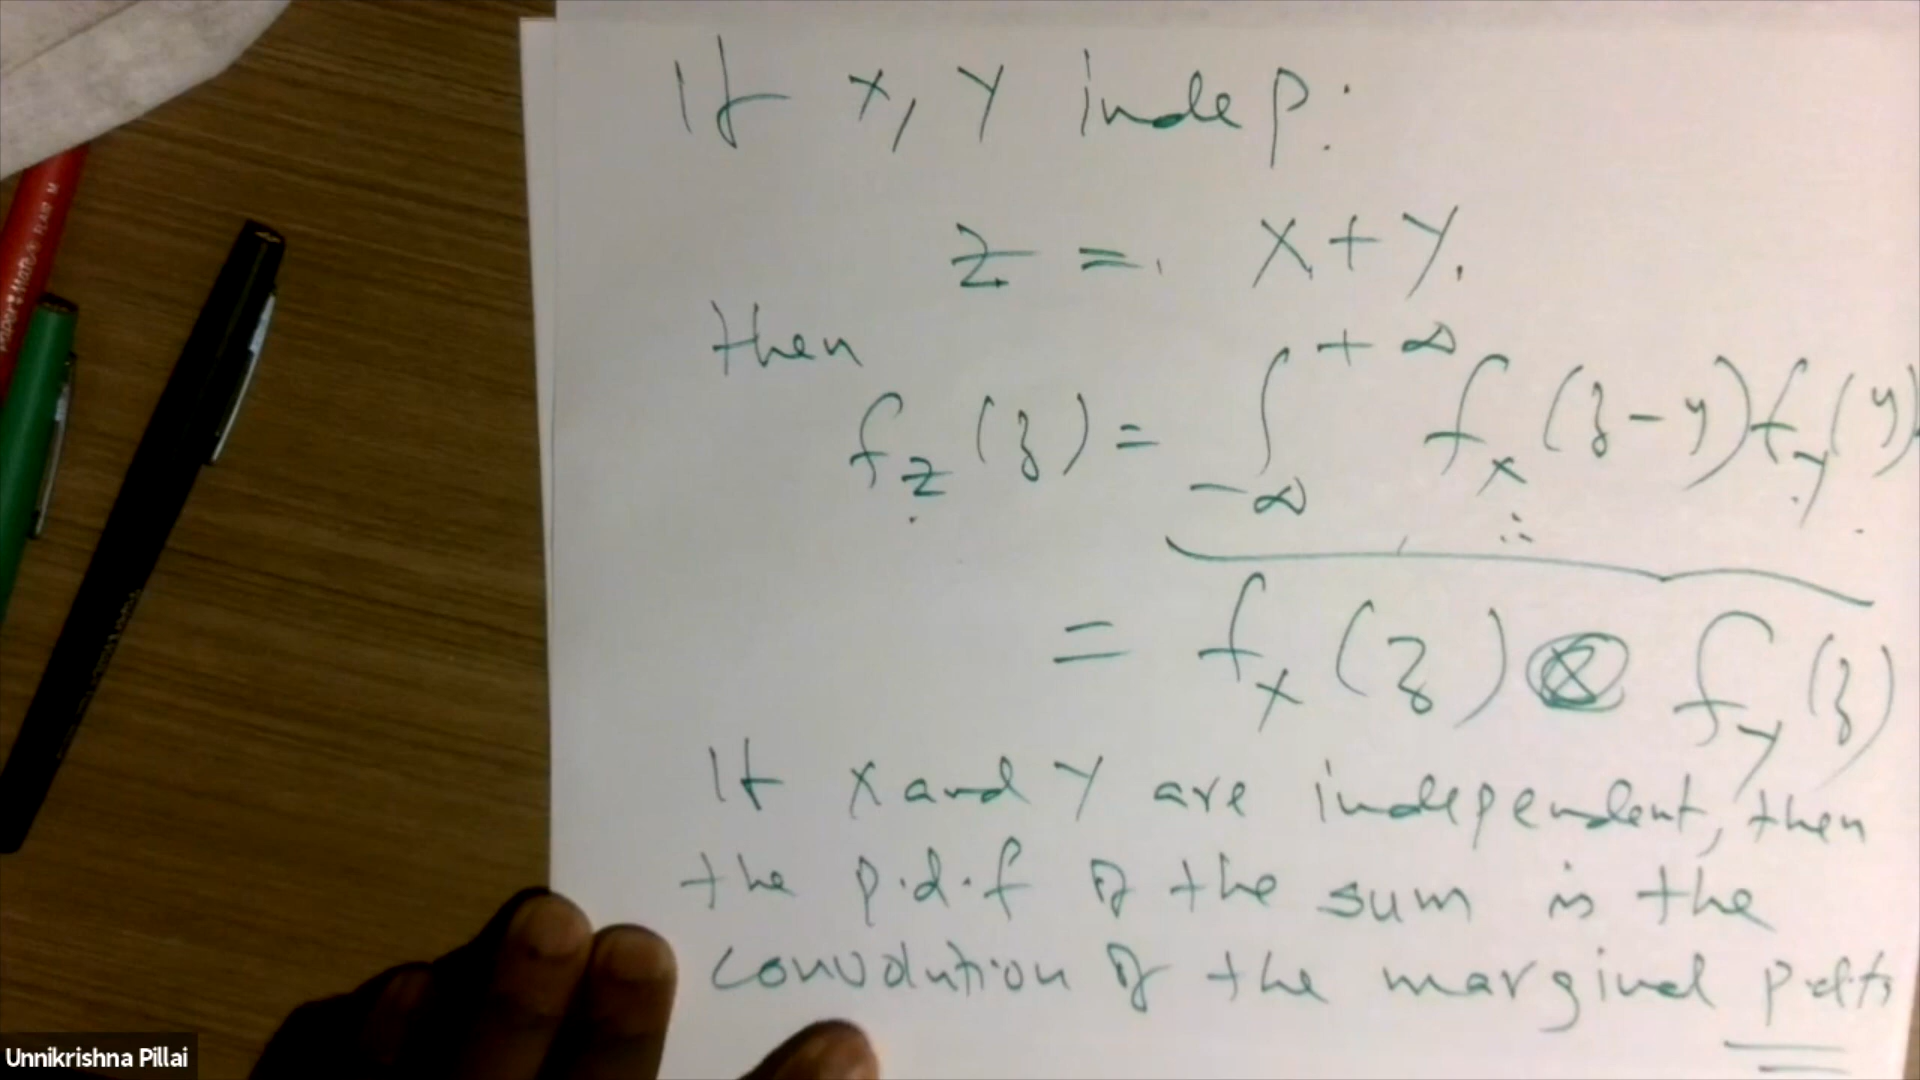 If X, Y indep.
Z = X + Y.
then
f_Z(z) = ∫_{-∞}^{+∞} f_X(z-y) f_Y(y)
= f_X(z) ⊗ f_Y(z)
If X and Y are independent, then
the p.d.f of the sum is the
convolution of the marginal pdfs
Unnikrishna Pillai